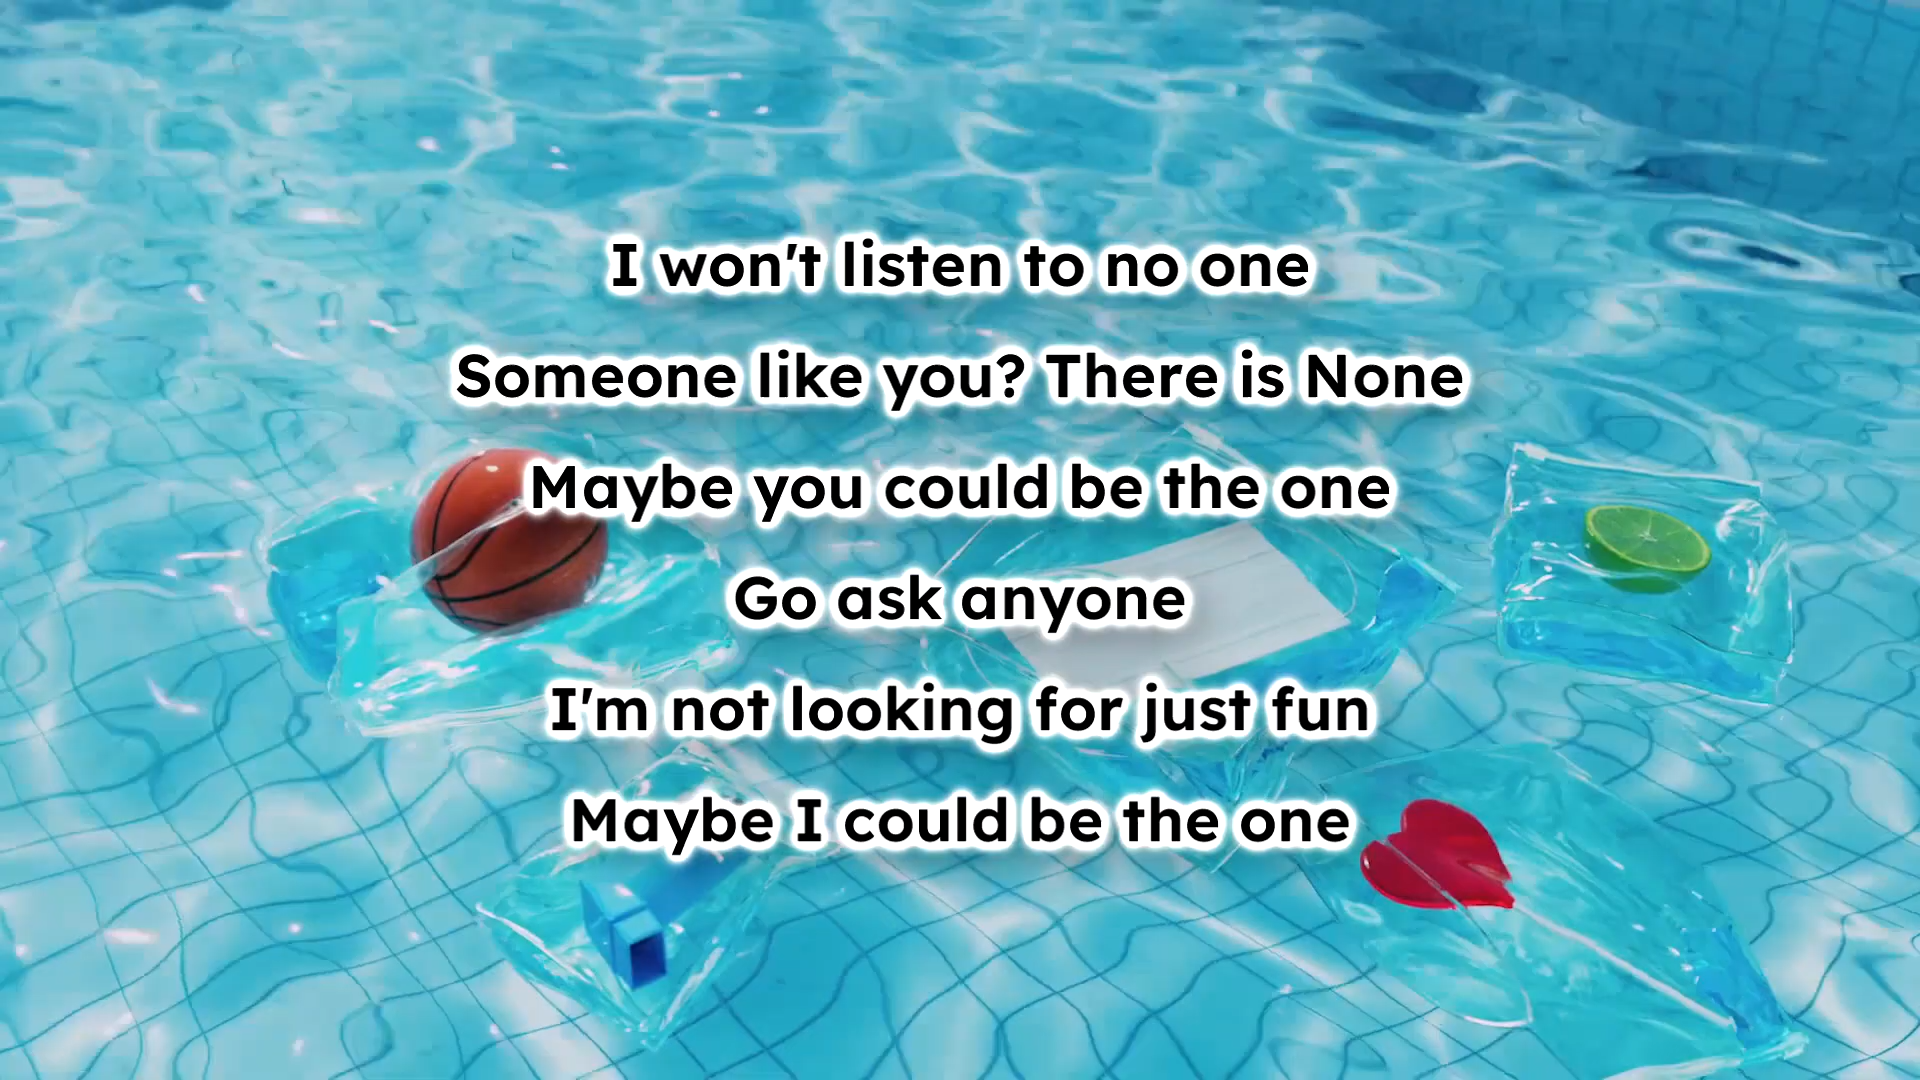 I won't listen to no one
Someone like you? There is None
Maybe you could be the one
Go ask anyone
I'm not looking for just fun
Maybe I could be the one